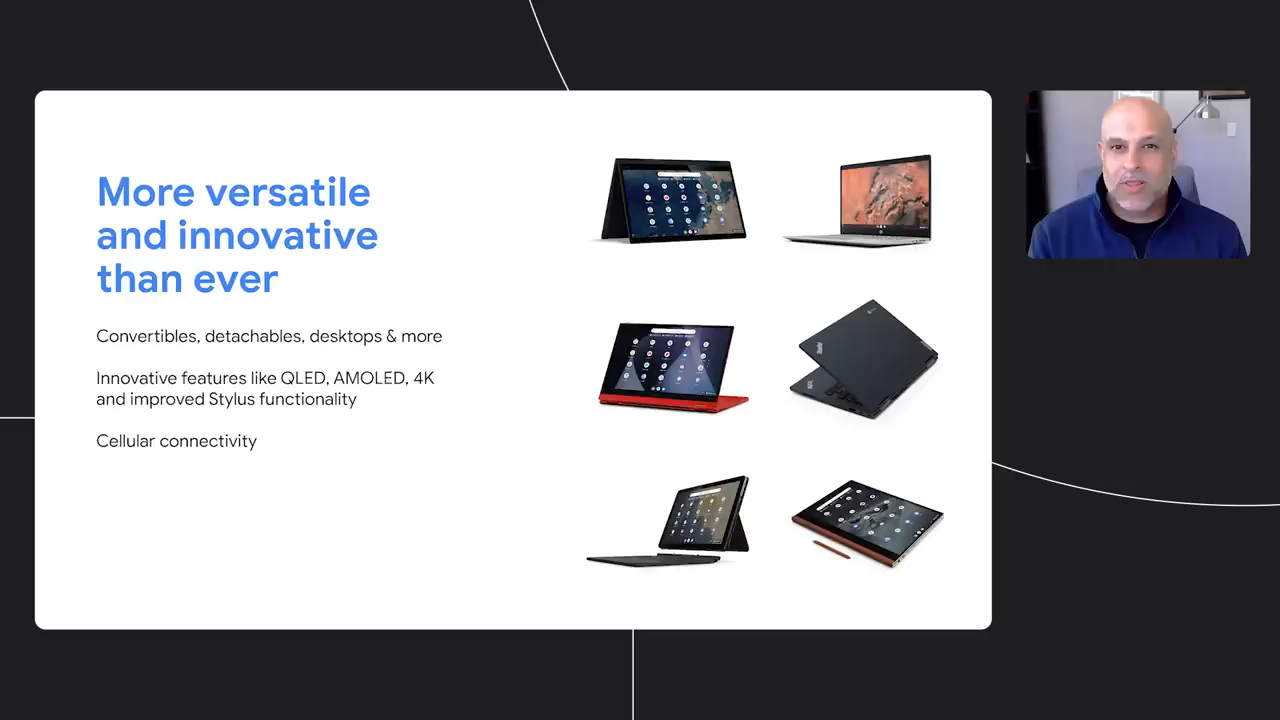 More versatile
and innovative
than ever
Convertibles, detachables, desktops & more
Innovative features like QLED, AMOLED, 4K
and improved Stylus functionality
Cellular connectivity